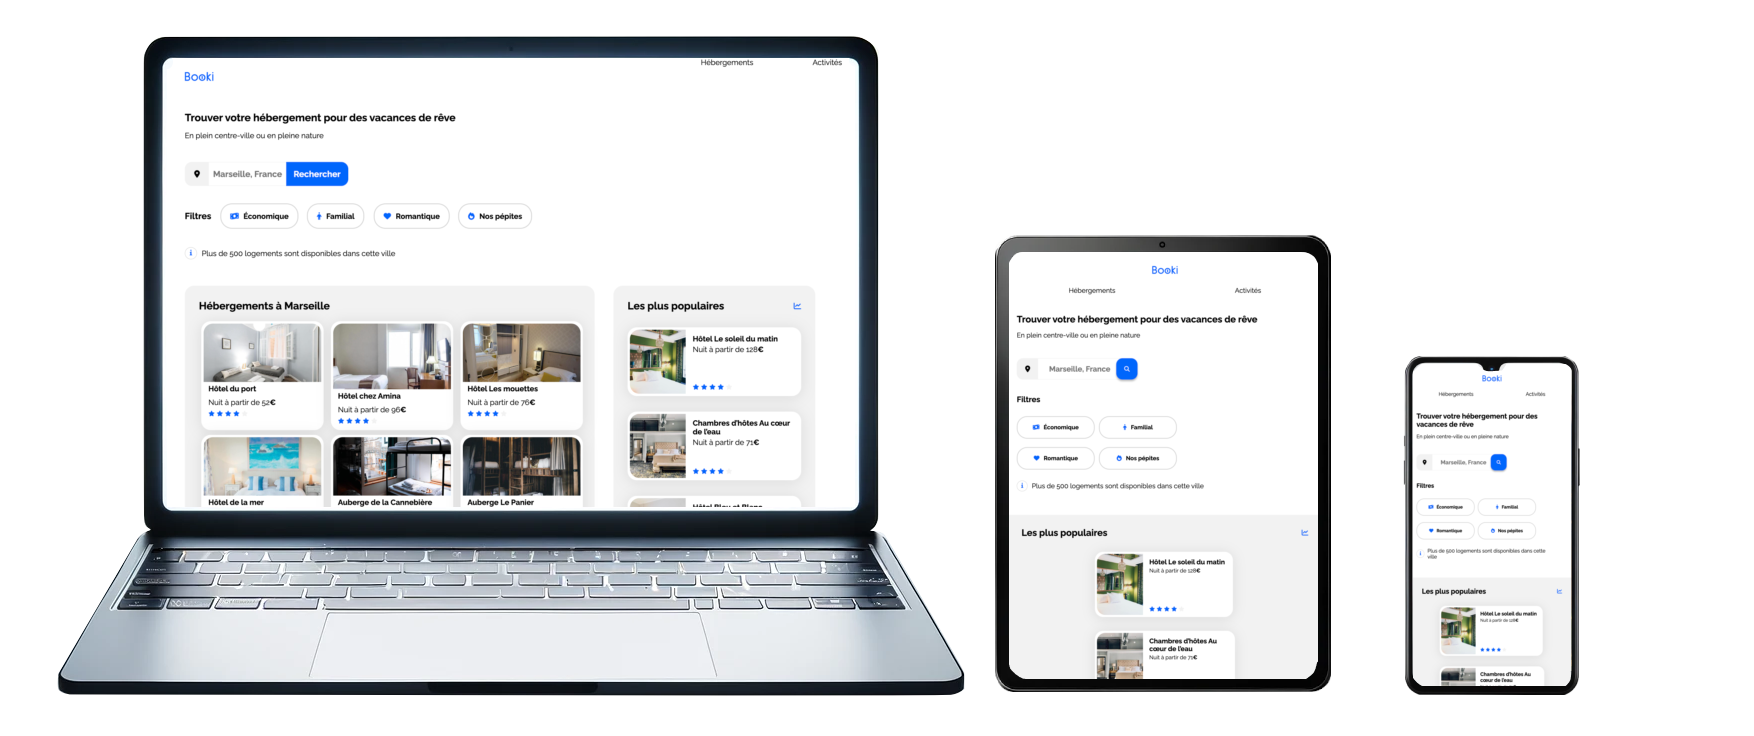 Hébergements
Activités
Booki
Trouver votre hébergement pour des vacances de rêve
En plein centre-ville ou en pleine nature
Marseille, France
Rechercher
Filtres
Économique
Familial
Romantique
Nos pépites
Plus de 500 logements sont disponibles dans cette ville
Hébergements à Marseille
Hôtel du port
Nuit à partir de 52€
Hôtel chez Amina
Nuit à partir de 96€
Hôtel Les mouettes
Nuit à partir de 76€
Hôtel de la mer
Auberge de la Cannebière
Auberge Le Panier
Les plus populaires
Hôtel Le soleil du matin
Nuit à partir de 128€
Chambres d'hôtes Au cœur
de l'eau
Nuit à partir de 71€
Hôtel Bleu et Blanc
Booki
Hébergements
Activités
Trouver votre hébergement pour des vacances de rêve
En plein centre-ville ou en pleine nature
Marseille, France
Filtres
Économique
Familial
Romantique
Nos pépites
Plus de 500 logements sont disponibles dans cette ville
Les plus populaires
Hôtel Le soleil du matin
Nuit à partir de 128€
Chambres d'hôtes Au
cœur de l'eau
Nuit à partir de 71€
Booki
Hébergements
Activités
Trouver votre hébergement pour des
vacances de rêve
En plein centre-ville ou en pleine nature
Marseille, France
Filtres
Économique
Familial
Romantique
Nos pépites
Plus de 500 logements sont disponibles dans cette
ville
Les plus populaires
Hôtel Le soleil du matin
Nuit à partir de 128€
Chambres d'hôtes Au
cœur de l'eau